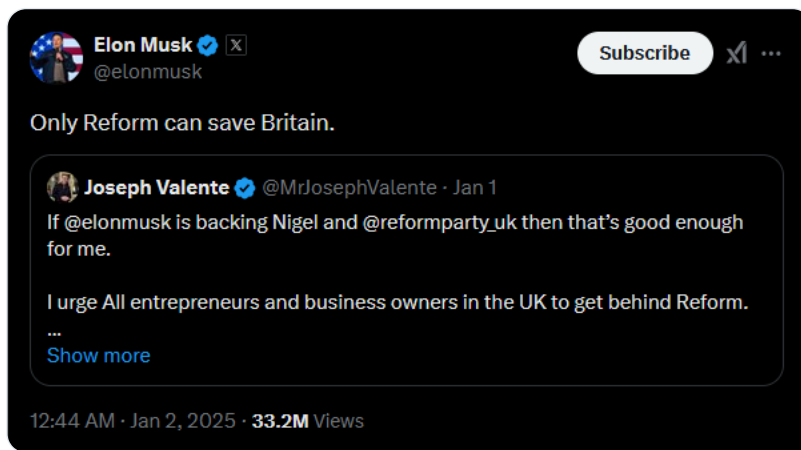 Elon Musk
Subscribe
@elonmusk
Only Reform can save Britain.
Joseph Valente @MrJosephValente · Jan 1
If @elonmusk is backing Nigel and @reformparty_uk then that’s good enough
for me.
I urge All entrepreneurs and business owners in the UK to get behind Reform.
...
Show more
12:44 AM · Jan 2, 2025 · 33.2M Views